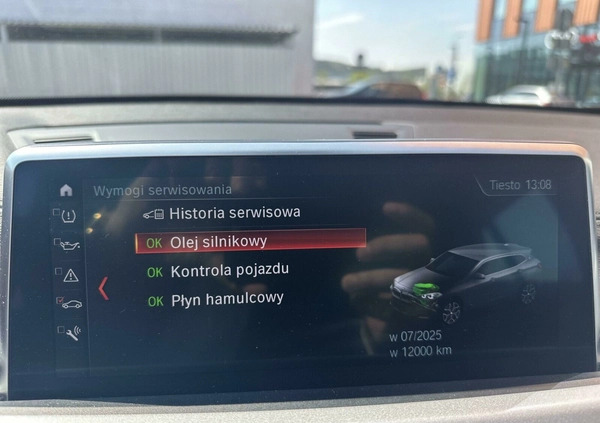 Wymogi serwisowania
Tiesto 13:08
Historia serwisowa
OK Olej silnikowy
OK Kontrola pojazdu
OK Płyn hamulcowy
w 07/2025
w 12000 km